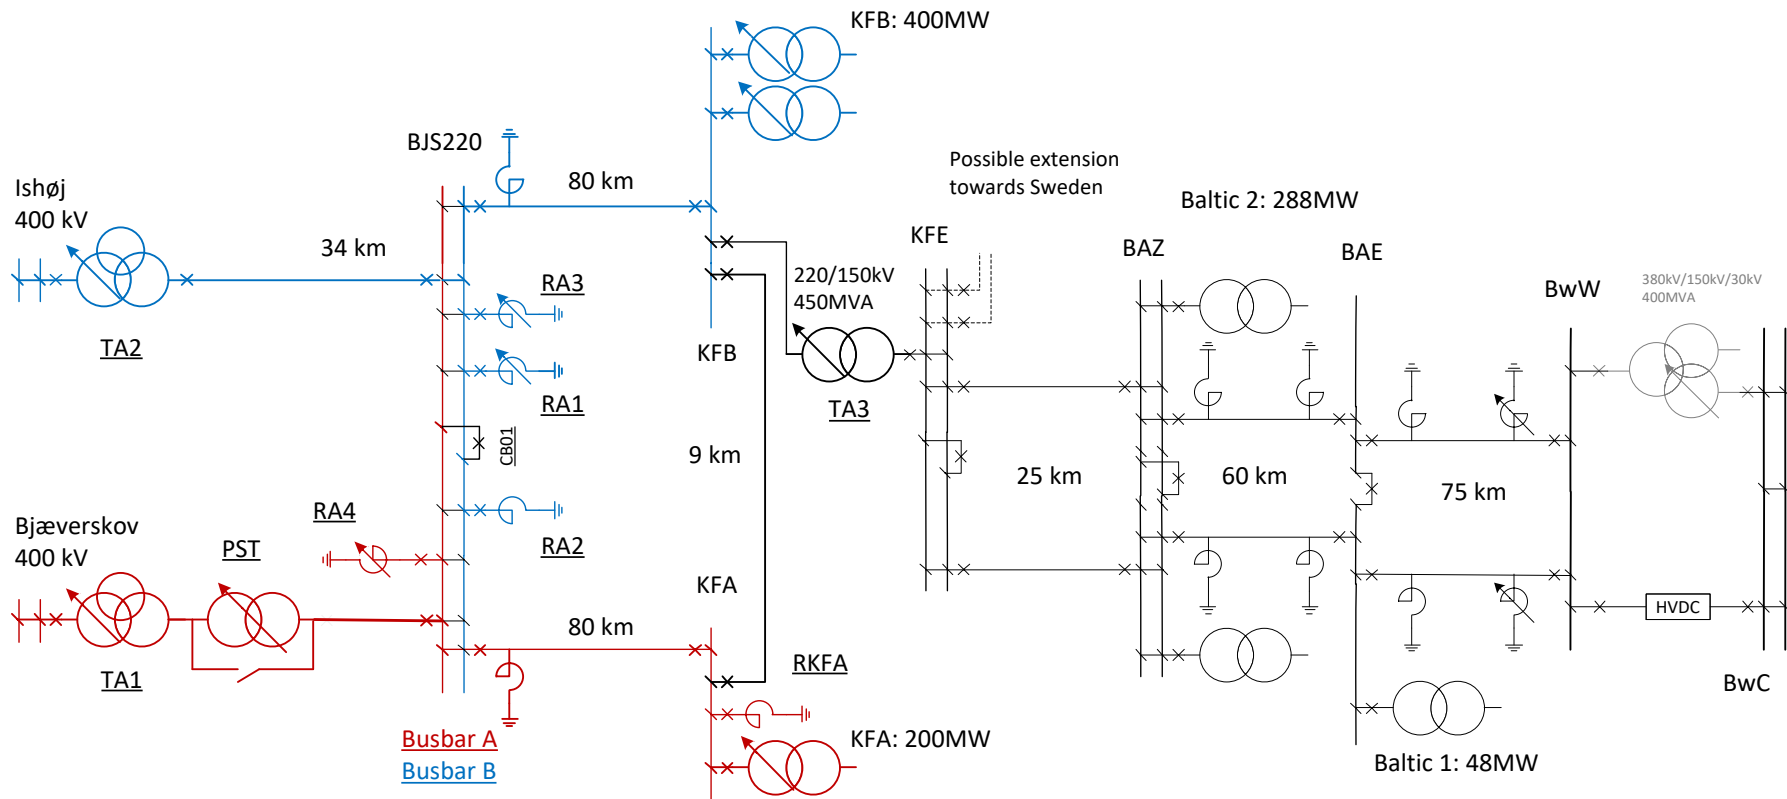 KFB: 400MW
BJS220
Possible extension
towards Sweden
80 km
Ishøj
400 kV
Baltic 2: 288MW
KFE
BAZ
BAE
34 km
220/150kV
450MVA
RA3
BwW
380kV/150kV/30kV
400MVA
TA2
KFB
RA1
TA3
CB01
9 km
25 km
60 km
75 km
RA4
Bjæverskov
400 kV
PST
RA2
KFA
HVDC
80 km
TA1
RKFA
BwC
Busbar A
Busbar B
KFA: 200MW
Baltic 1: 48MW